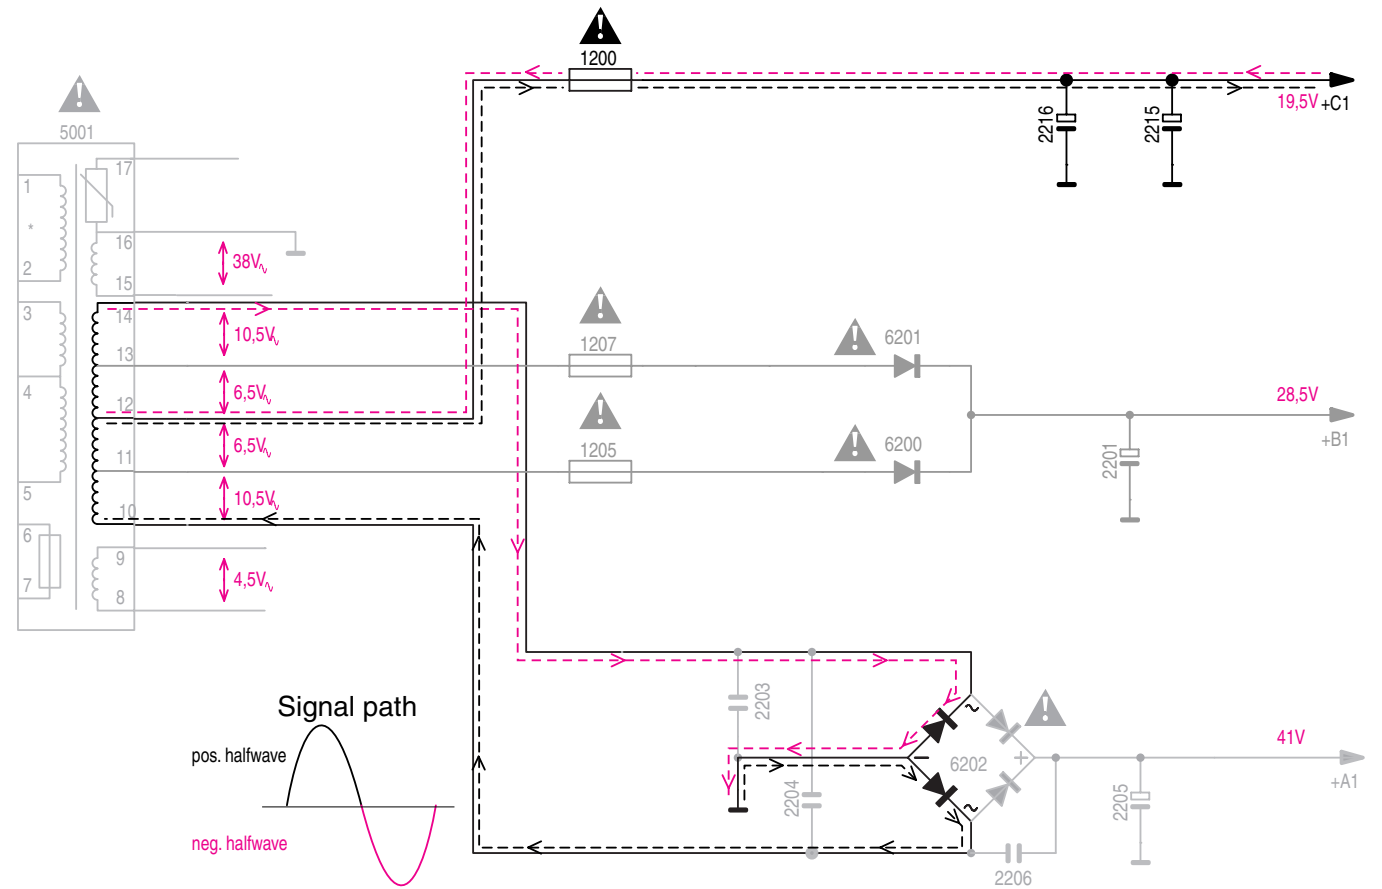 1200
19,5V
+C1
2216
2215
5001
17
1
16
*
38V
2
15
3
14
10,5V
13
1207
6201
4
6,5V
12
28,5V
+B1
6,5V
1205
6200
2201
11
5
10,5V
10
6
9
7
4,5V
8
Signal path
pos. halfwave
neg. halfwave
2203
~
6202
−
+
~
41V
+A1
2204
2205
2206